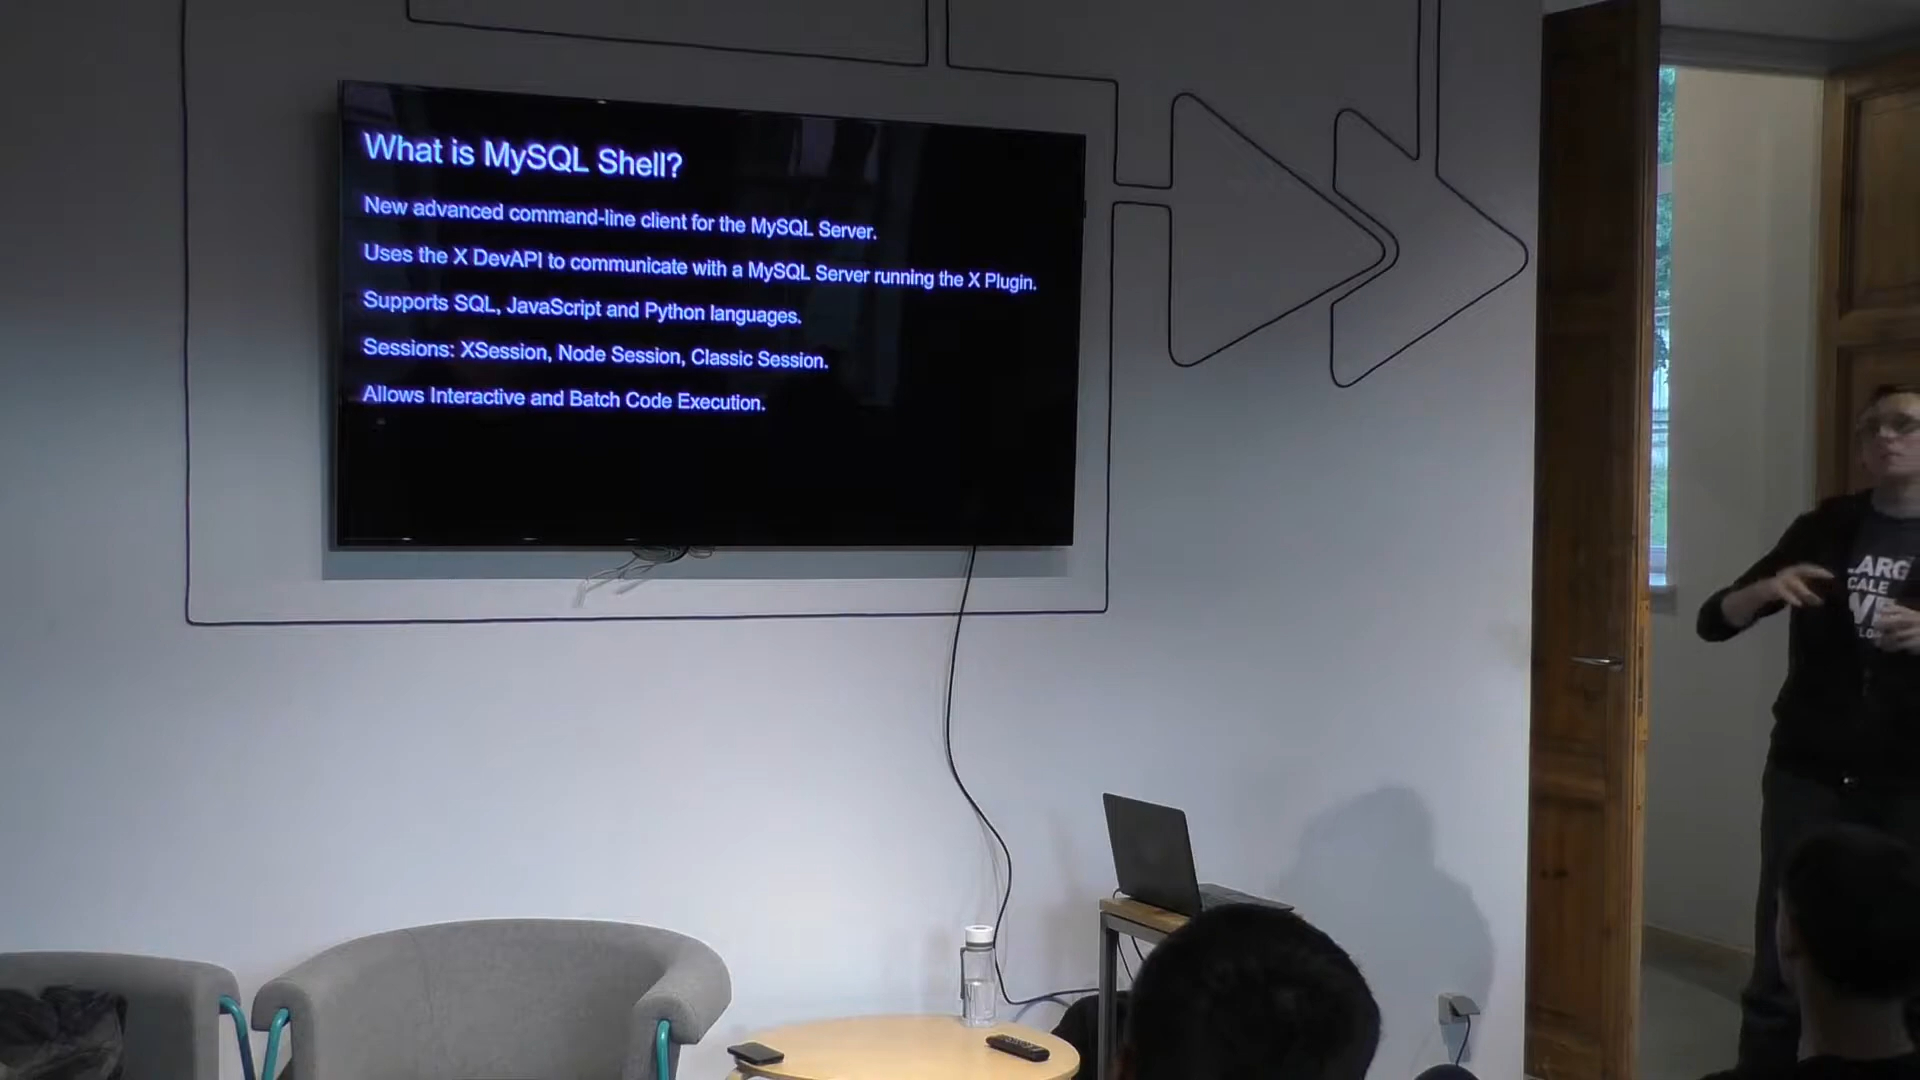 What is MySQL Shell?
New advanced command-line client for the MySQL Server.
Uses the X DevAPI to communicate with a MySQL Server running the X Plugin.
Supports SQL, JavaScript and Python languages.
Sessions: XSession, Node Session, Classic Session.
Allows Interactive and Batch Code Execution.